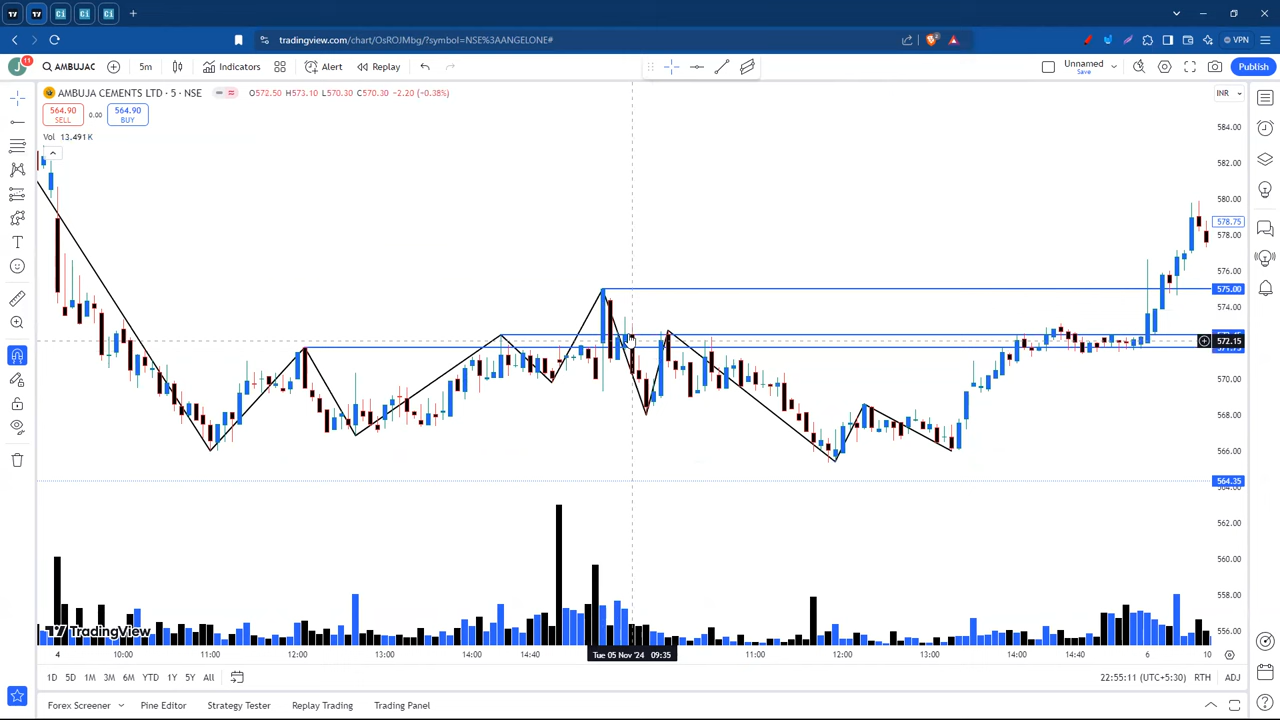 tradingview.com/chart/OsROJMbg/?symbol=NSE%3AANGELONE#
VPN
J 11 AMBUJAC 5m Indicators Alert Replay Unnamed Publish
Save
AMBUJA CEMENTS LTD · 5 · NSE O572.50 H573.10 L570.30 C570.30 −2.20 (−0.38%) INR
564.90 0.00 564.90
SELL BUY
Vol 13.491K
584.00
582.00
580.00
578.75
578.00
576.00
575.00
574.00
572.15
570.00
568.00
566.00
564.35
562.00
560.00
558.00
556.00
TradingView
4 10:00 11:00 12:00 13:00 14:00 14:40 Tue 05 Nov '24 09:35 11:00 12:00 13:00 14:00 14:40 6 10
1D 5D 1M 3M 6M YTD 1Y 5Y All 22:55:11 (UTC+5:30) RTH ADJ
Forex Screener Pine Editor Strategy Tester Replay Trading Trading Panel